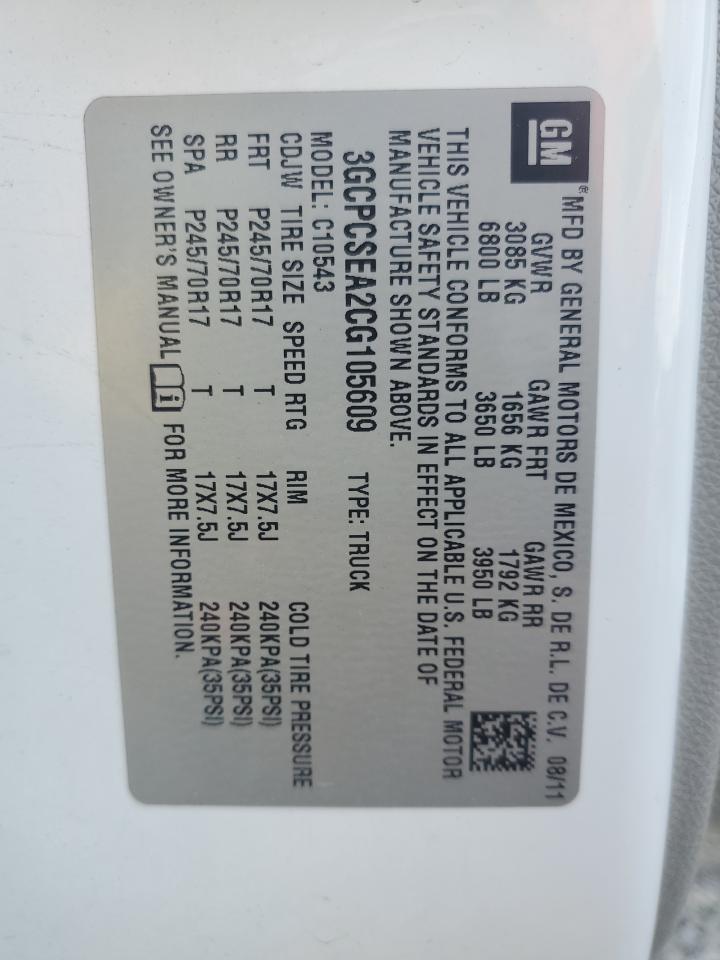 GM
® MFD BY GENERAL MOTORS DE MEXICO, S. DE R.L. DE C.V. 08/11
GVWR GAWR FRT GAWR RR
3085 KG 1656 KG 1792 KG
6800 LB 3650 LB 3950 LB
THIS VEHICLE CONFORMS TO ALL APPLICABLE U.S. FEDERAL MOTOR
VEHICLE SAFETY STANDARDS IN EFFECT ON THE DATE OF
MANUFACTURE SHOWN ABOVE.
3GCPCSEA2CG105609 TYPE: TRUCK
MODEL: C10543
CDJW TIRE SIZE SPEED RTG RIM COLD TIRE PRESSURE
FRT P245/70R17 T 17X7.5J 240KPA(35PSI)
RR P245/70R17 T 17X7.5J 240KPA(35PSI)
SPA P245/70R17 T 17X7.5J 240KPA(35PSI)
SEE OWNER'S MANUAL i FOR MORE INFORMATION.